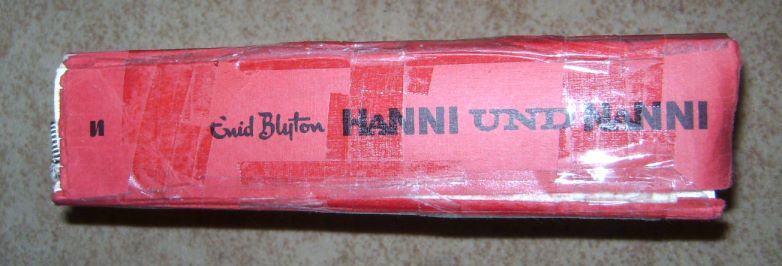 Enid Blyton HaNNI UND NaNNI